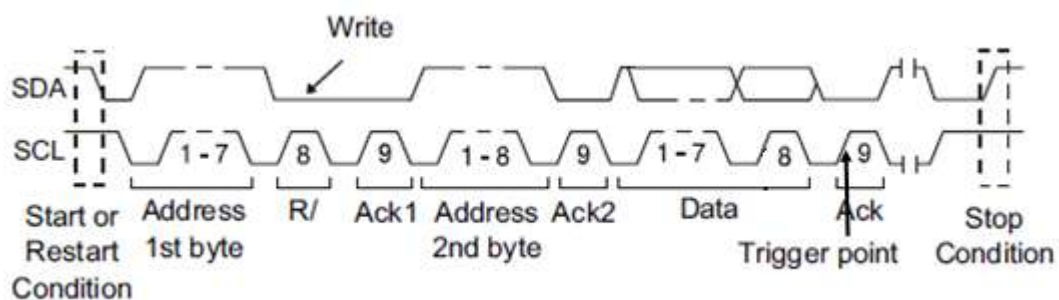 Write
SDA
SCL
1 - 7
8
9
1 - 8
9
1 - 7
8
9
Start or
Restart
Condition
Address
1st byte
R/
Ack1
Address
2nd byte
Ack2
Data
Ack
Trigger point
Stop
Condition